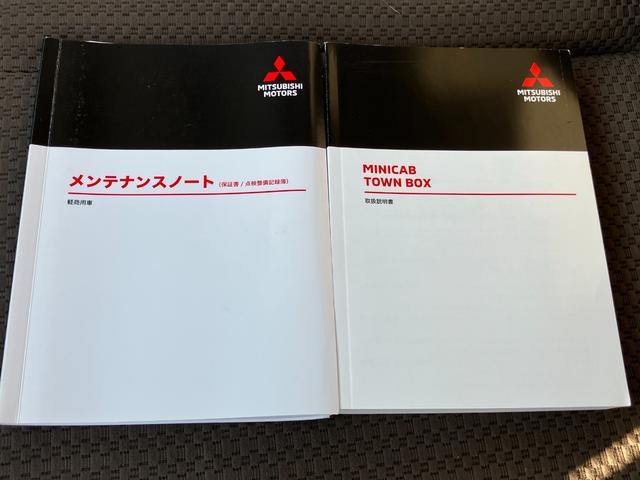 MITSUBISHI
MOTORS
メンテナンスノート（保証書 / 点検整備記録簿）
軽商用車
MITSUBISHI
MOTORS
MINICAB
TOWN BOX
取扱説明書